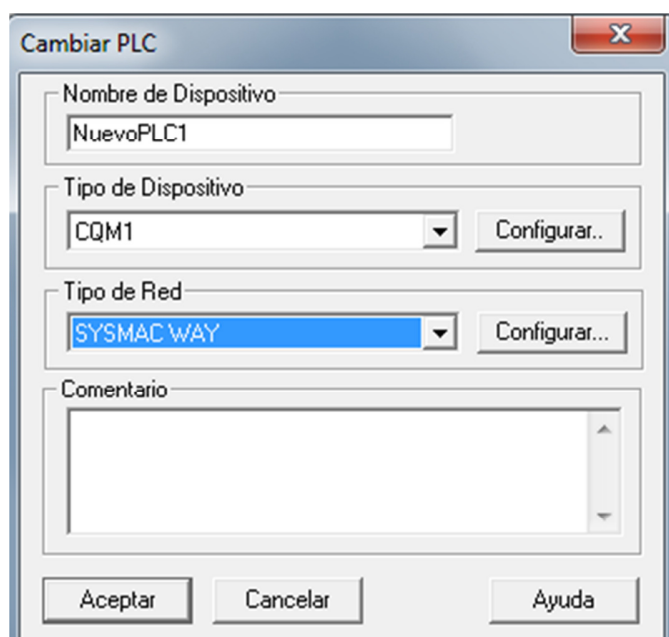 Cambiar PLC
Nombre de Dispositivo
NuevoPLC1
Tipo de Dispositivo
CQM1
Configurar..
Tipo de Red
SYSMAC WAY
Configurar...
Comentario
Aceptar
Cancelar
Ayuda